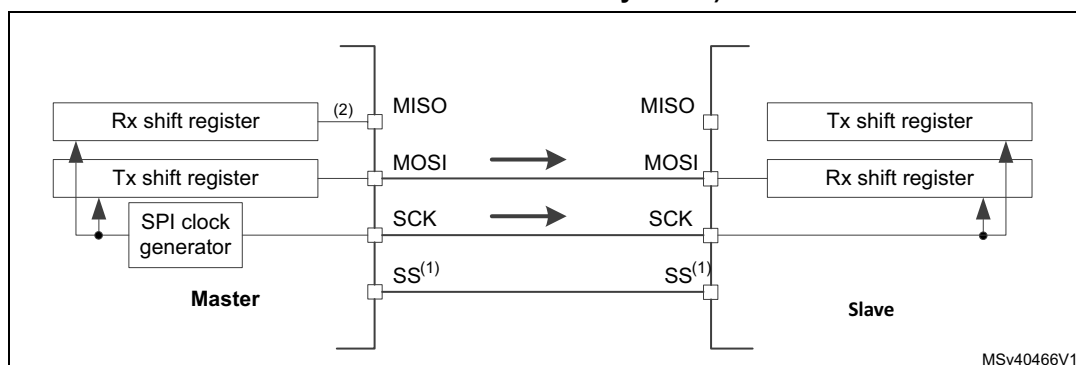 MISO
MISO
(2)
Rx shift register
Tx shift register
MOSI
MOSI
Tx shift register
Rx shift register
SPI clock
generator
SCK
SCK
SS(1)
SS(1)
Master
Slave
MSv40466V1